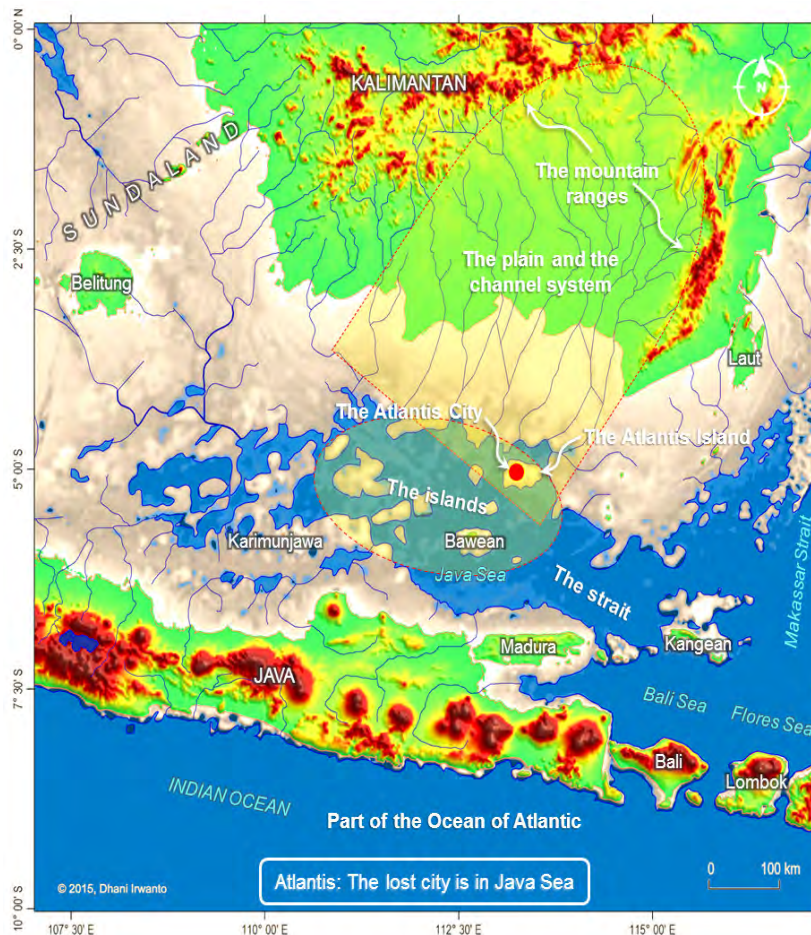 0° 00' N
KALIMANTAN
N
SUNDALAND
The mountain
ranges
2° 30' S
The plain and the
channel system
Belitung
Laut
The Atlantis City
The Atlantis Island
5° 00' S
The islands
Karimunjawa
Bawean
Java Sea
The strait
Makassar Strait
Madura
Kangean
JAVA
7° 30' S
Bali Sea
Flores Sea
Bali
Lombok
INDIAN OCEAN
Part of the Ocean of Atlantic
0 100 km
© 2015, Dhani Irwanto
Atlantis: The lost city is in Java Sea
10° 00' S
107° 30' E
110° 00' E
112° 30' E
115° 00' E